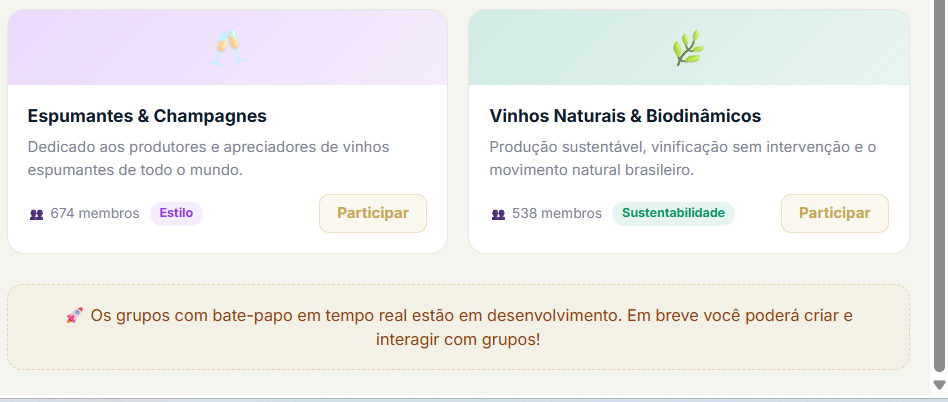 Espumantes & Champagnes
Dedicado aos produtores e apreciadores de vinhos
espumantes de todo o mundo.
674 membros Estilo Participar
Vinhos Naturais & Biodinâmicos
Produção sustentável, vinificação sem intervenção e o
movimento natural brasileiro.
538 membros Sustentabilidade Participar
🚀 Os grupos com bate-papo em tempo real estão em desenvolvimento. Em breve você poderá criar e
interagir com grupos!